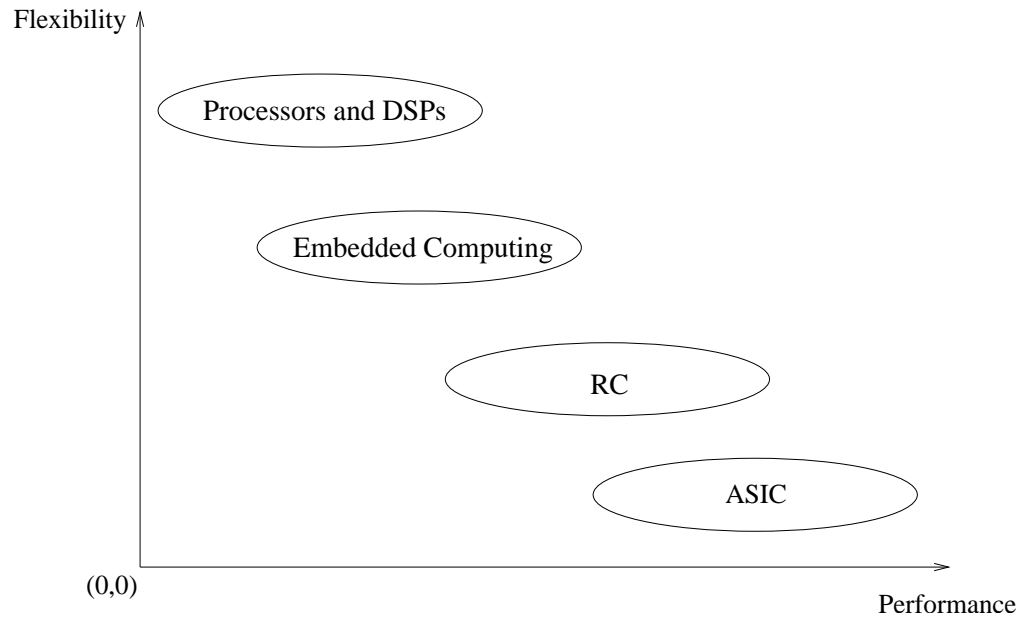 Flexibility
Processors and DSPs
Embedded Computing
RC
ASIC
(0,0)
Performance